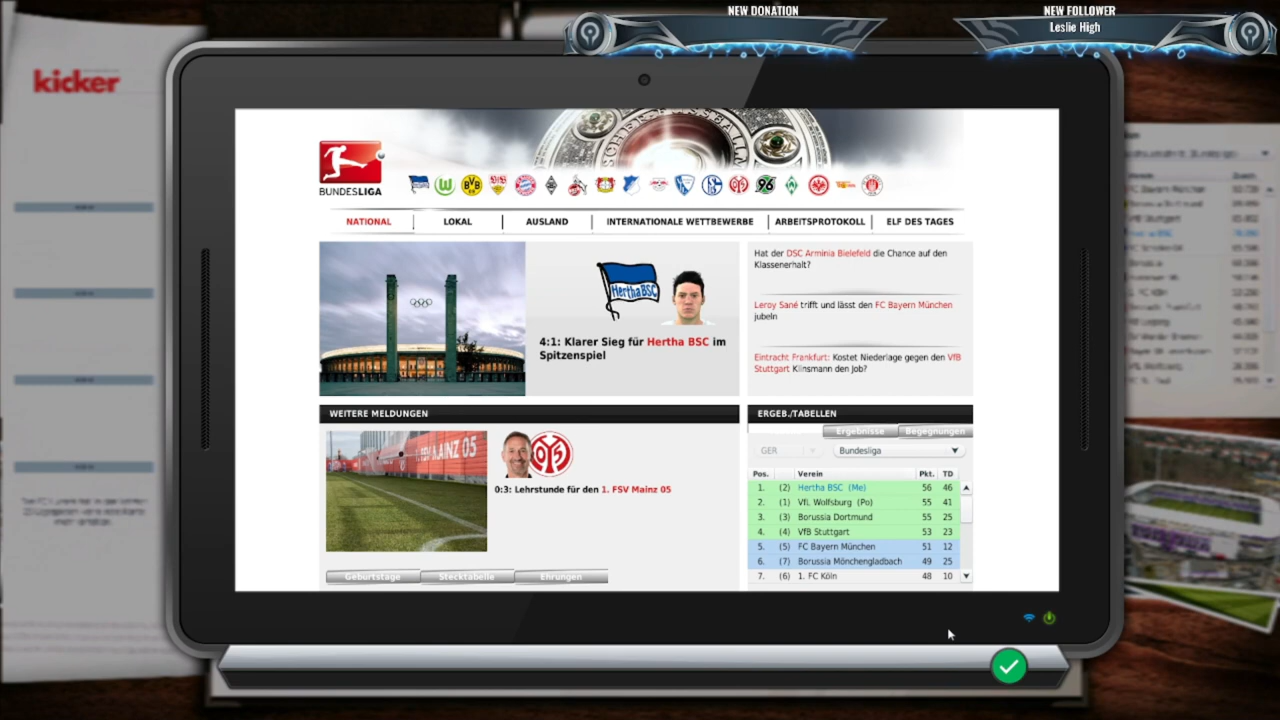 NEW DONATION
NEW FOLLOWER
Leslie High
kicker
BUNDESLIGA
NATIONAL
LOKAL
AUSLAND
INTERNATIONALE WETTBEWERBE
ARBEITSPROTOKOLL
ELF DES TAGES
HerthaBSC
4:1: Klarer Sieg für Hertha BSC im
Spitzenspiel
Hat der DSC Arminia Bielefeld die Chance auf den
Klassenerhalt?
Leroy Sané trifft und lässt den FC Bayern München
jubeln
Eintracht Frankfurt: Kostet Niederlage gegen den VfB
Stuttgart Klinsmann den Job?
WEITERE MELDUNGEN
1. FSV MAINZ 05
0:3: Lehrstunde für den 1. FSV Mainz 05
Geburtstage
Stecktabelle
Ehrungen
ERGEB./TABELLEN
Ergebnisse
Begegnungen
GER
Bundesliga
Pos. Verein Pkt. TD
1. (2) Hertha BSC (Me) 56 46
2. (1) VfL Wolfsburg (Po) 55 41
3. (3) Borussia Dortmund 55 25
4. (4) VfB Stuttgart 53 23
5. (5) FC Bayern München 51 12
6. (7) Borussia Mönchengladbach 49 25
7. (6) 1. FC Köln 48 10